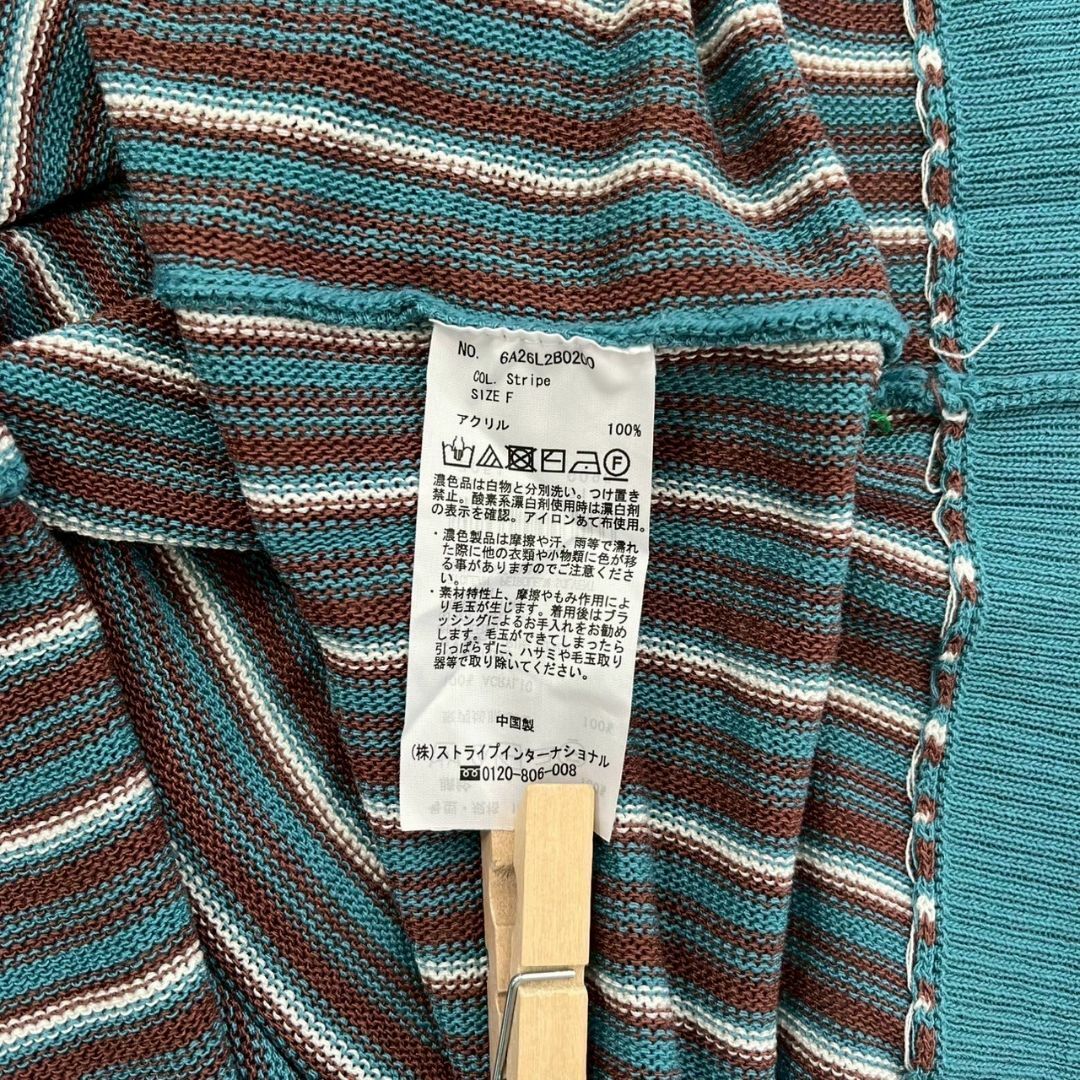 NO. 6A26L2B0200
COL. Stripe
SIZE F
アクリル 100%
濃色品は白物と分別洗い。つけ置き
禁止。酸素系漂白剤使用時は漂白剤
の表示を確認。アイロンあて布使用。
・濃色製品は摩擦や汗、雨等で濡れ
た際に他の衣類や小物類に色が移
る事がありますのでご注意くださ
い。
・素材特性上、摩擦やもみ作用によ
り毛玉が生じます。着用後はブラ
ッシングによるお手入れをお勧め
します。毛玉ができてしまったら
引っぱらずに、ハサミや毛玉取り
器等で取り除いてください。
中国製
(株)ストライプインターナショナル
0120-806-008